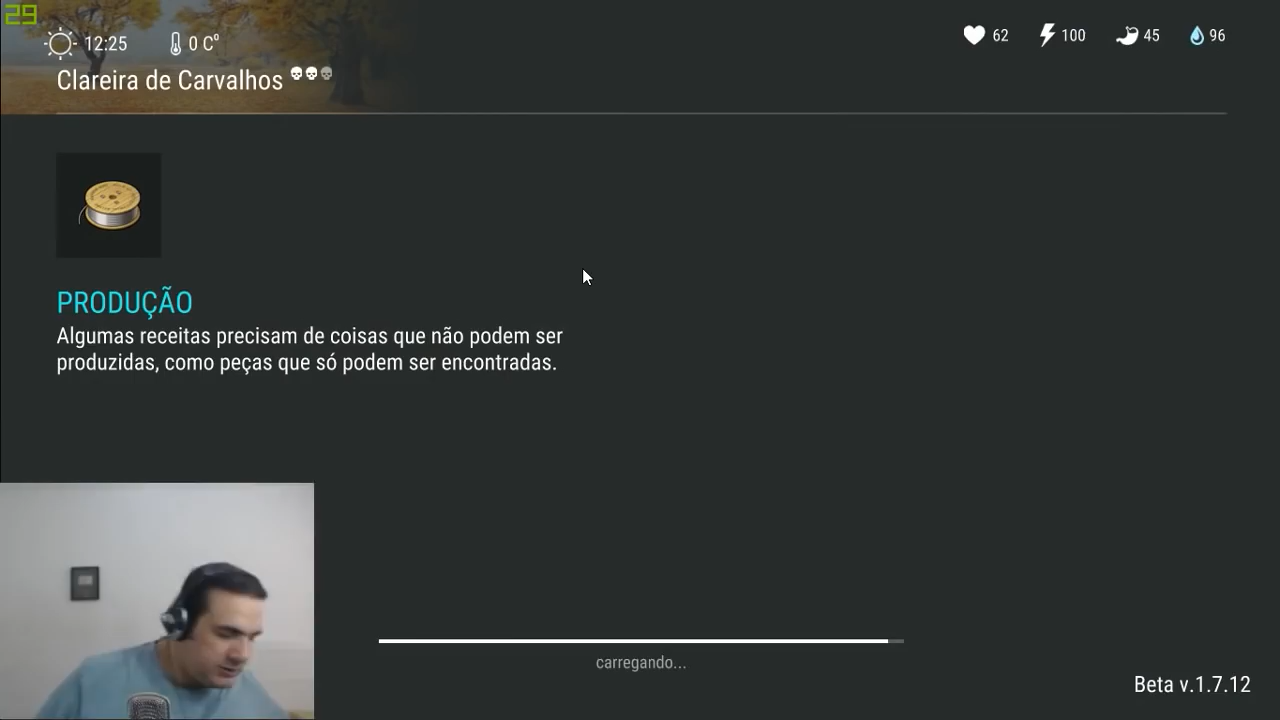 29
12:25 0 Cº
62 100 45 96
Clareira de Carvalhos
PRODUÇÃO
Algumas receitas precisam de coisas que não podem ser
produzidas, como peças que só podem ser encontradas.
carregando...
Beta v.1.7.12